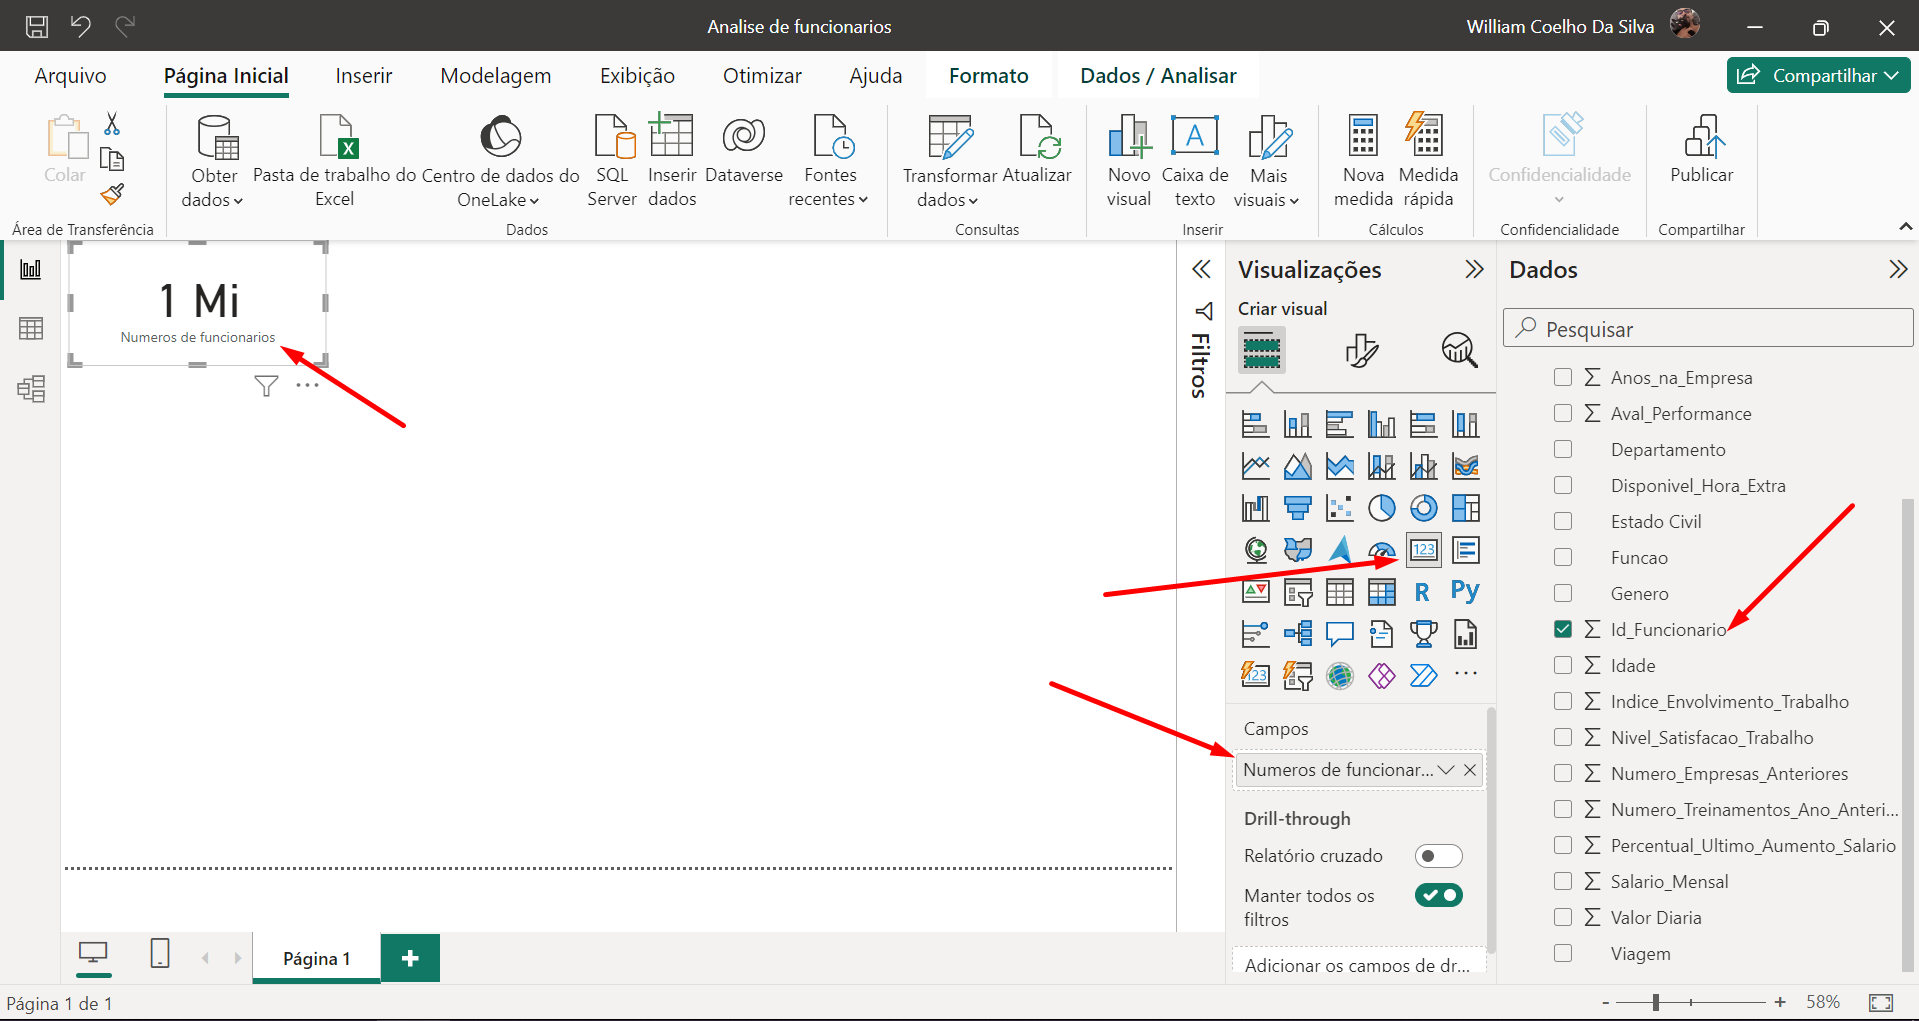 Analise de funcionarios
William Coelho Da Silva
Arquivo
Página Inicial
Inserir
Modelagem
Exibição
Otimizar
Ajuda
Formato
Dados / Analisar
Compartilhar
Colar
Obter
dados
Pasta de trabalho do
Excel
Centro de dados do
OneLake
SQL
Server
Inserir
dados
Dataverse
Fontes
recentes
Transformar
dados
Atualizar
Novo
visual
A
Caixa de
texto
Mais
visuais
Nova
medida
Medida
rápida
Confidencialidade
Publicar
Área de Transferência
Dados
Consultas
Inserir
Cálculos
Confidencialidade
Compartilhar
1 Mi
Numeros de funcionarios
Filtros
Visualizações
Criar visual
123
R
Py
123
Campos
Numeros de funcionar...
Drill-through
Relatório cruzado
Manter todos os
filtros
Adicionar os campos de dr...
Dados
Pesquisar
Anos_na_Empresa
Aval_Performance
Departamento
Disponivel_Hora_Extra
Estado Civil
Funcao
Genero
Id_Funcionario
Idade
Indice_Envolvimento_Trabalho
Nivel_Satisfacao_Trabalho
Numero_Empresas_Anteriores
Numero_Treinamentos_Ano_Anteri...
Percentual_Ultimo_Aumento_Salario
Salario_Mensal
Valor Diaria
Viagem
Página 1
+
Página 1 de 1
- + 58%